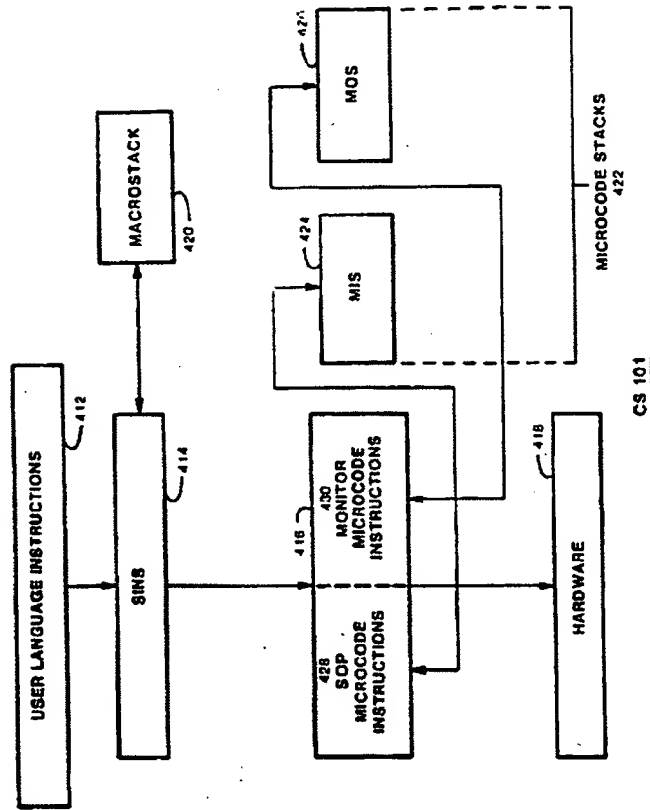 USER LANGUAGE INSTRUCTIONS
412
SINS
414
MACROSTACK
420
416
428
SOP
MICROCODE
INSTRUCTIONS
430
MONITOR
MICROCODE
INSTRUCTIONS
MIS
424
MOS
424
MICROCODE STACKS
422
HARDWARE
418
CS 101